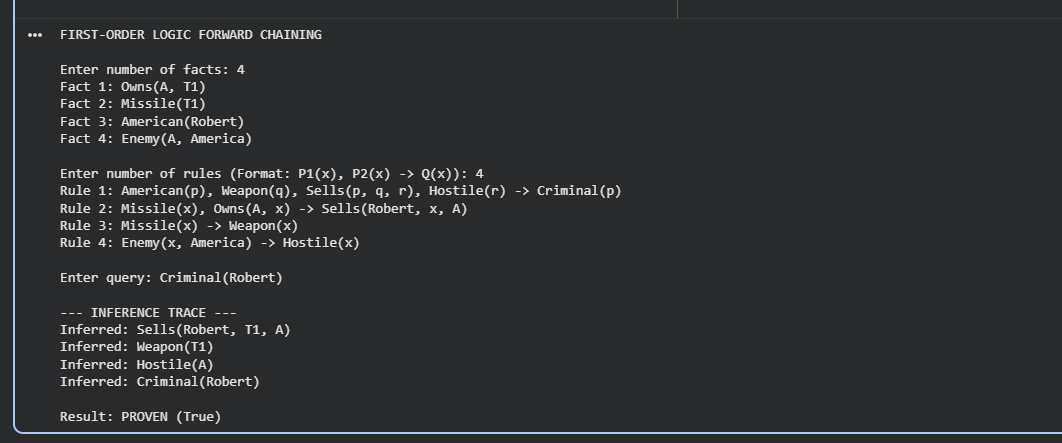 FIRST-ORDER LOGIC FORWARD CHAINING
Enter number of facts: 4
Fact 1: Owns(A, T1)
Fact 2: Missile(T1)
Fact 3: American(Robert)
Fact 4: Enemy(A, America)
Enter number of rules (Format: P1(x), P2(x) -> Q(x)): 4
Rule 1: American(p), Weapon(q), Sells(p, q, r), Hostile(r) -> Criminal(p)
Rule 2: Missile(x), Owns(A, x) -> Sells(Robert, x, A)
Rule 3: Missile(x) -> Weapon(x)
Rule 4: Enemy(x, America) -> Hostile(x)
Enter query: Criminal(Robert)
--- INFERENCE TRACE ---
Inferred: Sells(Robert, T1, A)
Inferred: Weapon(T1)
Inferred: Hostile(A)
Inferred: Criminal(Robert)
Result: PROVEN (True)